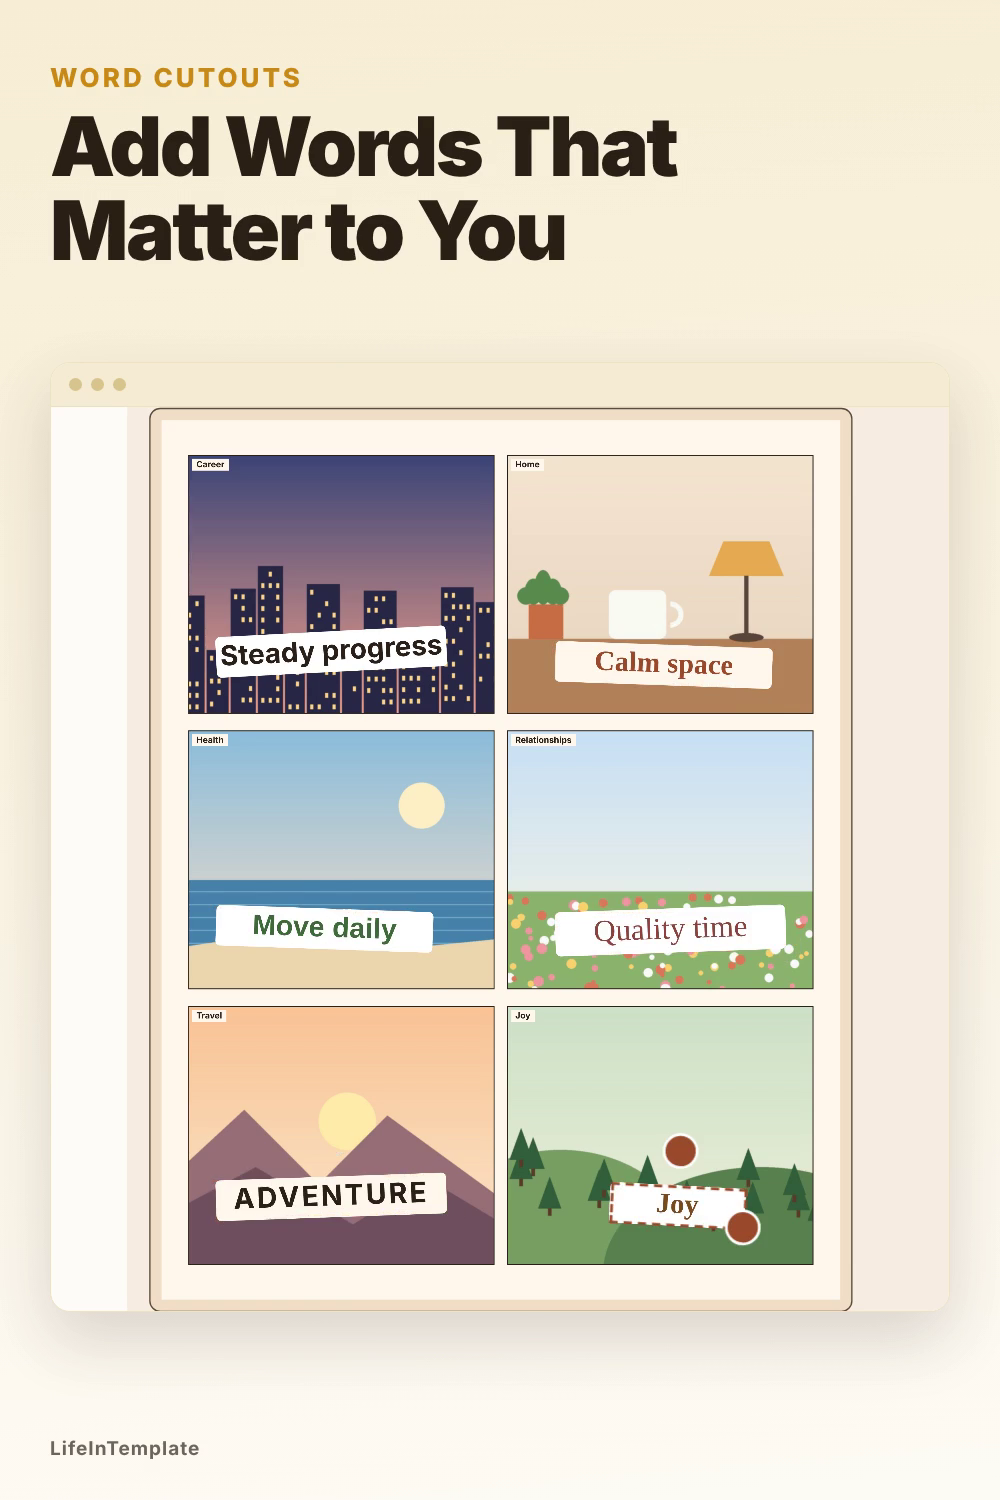 WORD CUTOUTS
Add Words That
Matter to You
Career
Steady progress
Home
Calm space
Health
Move daily
Relationships
Quality time
Travel
ADVENTURE
Joy
Joy
LifeInTemplate